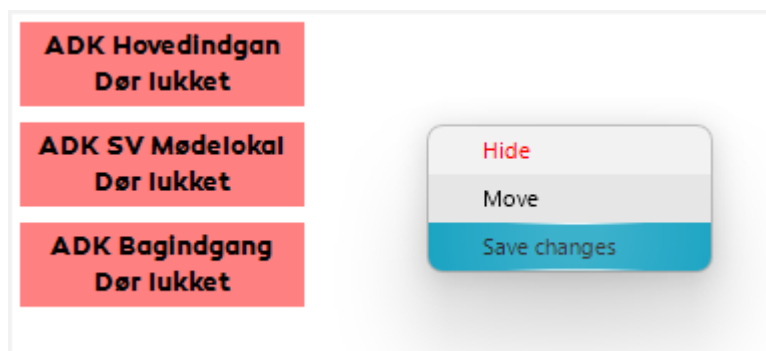 ADK Hovedindgan
Dør lukket
ADK SV Mødelokal
Dør lukket
ADK Bagindgang
Dør lukket
Hide
Move
Save changes